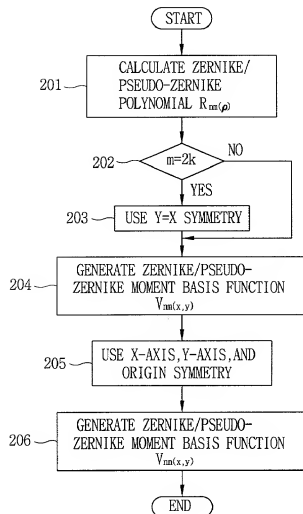 START
201
CALCULATE ZERNIKE/
PSEUDO-ZERNIKE
POLYNOMIAL Rnm(ρ)
202
m=2k
NO
YES
203
USE Y=X SYMMETRY
204
GENERATE ZERNIKE/PSEUDO-
ZERNIKE MOMENT BASIS FUNCTION
Vnm(x,y)
205
USE X-AXIS,Y-AXIS,AND
ORIGIN SYMMETRY
206
GENERATE ZERNIKE/PSEUDO-
ZERNIKE MOMENT BASIS FUNCTION
Vnm(x,y)
END